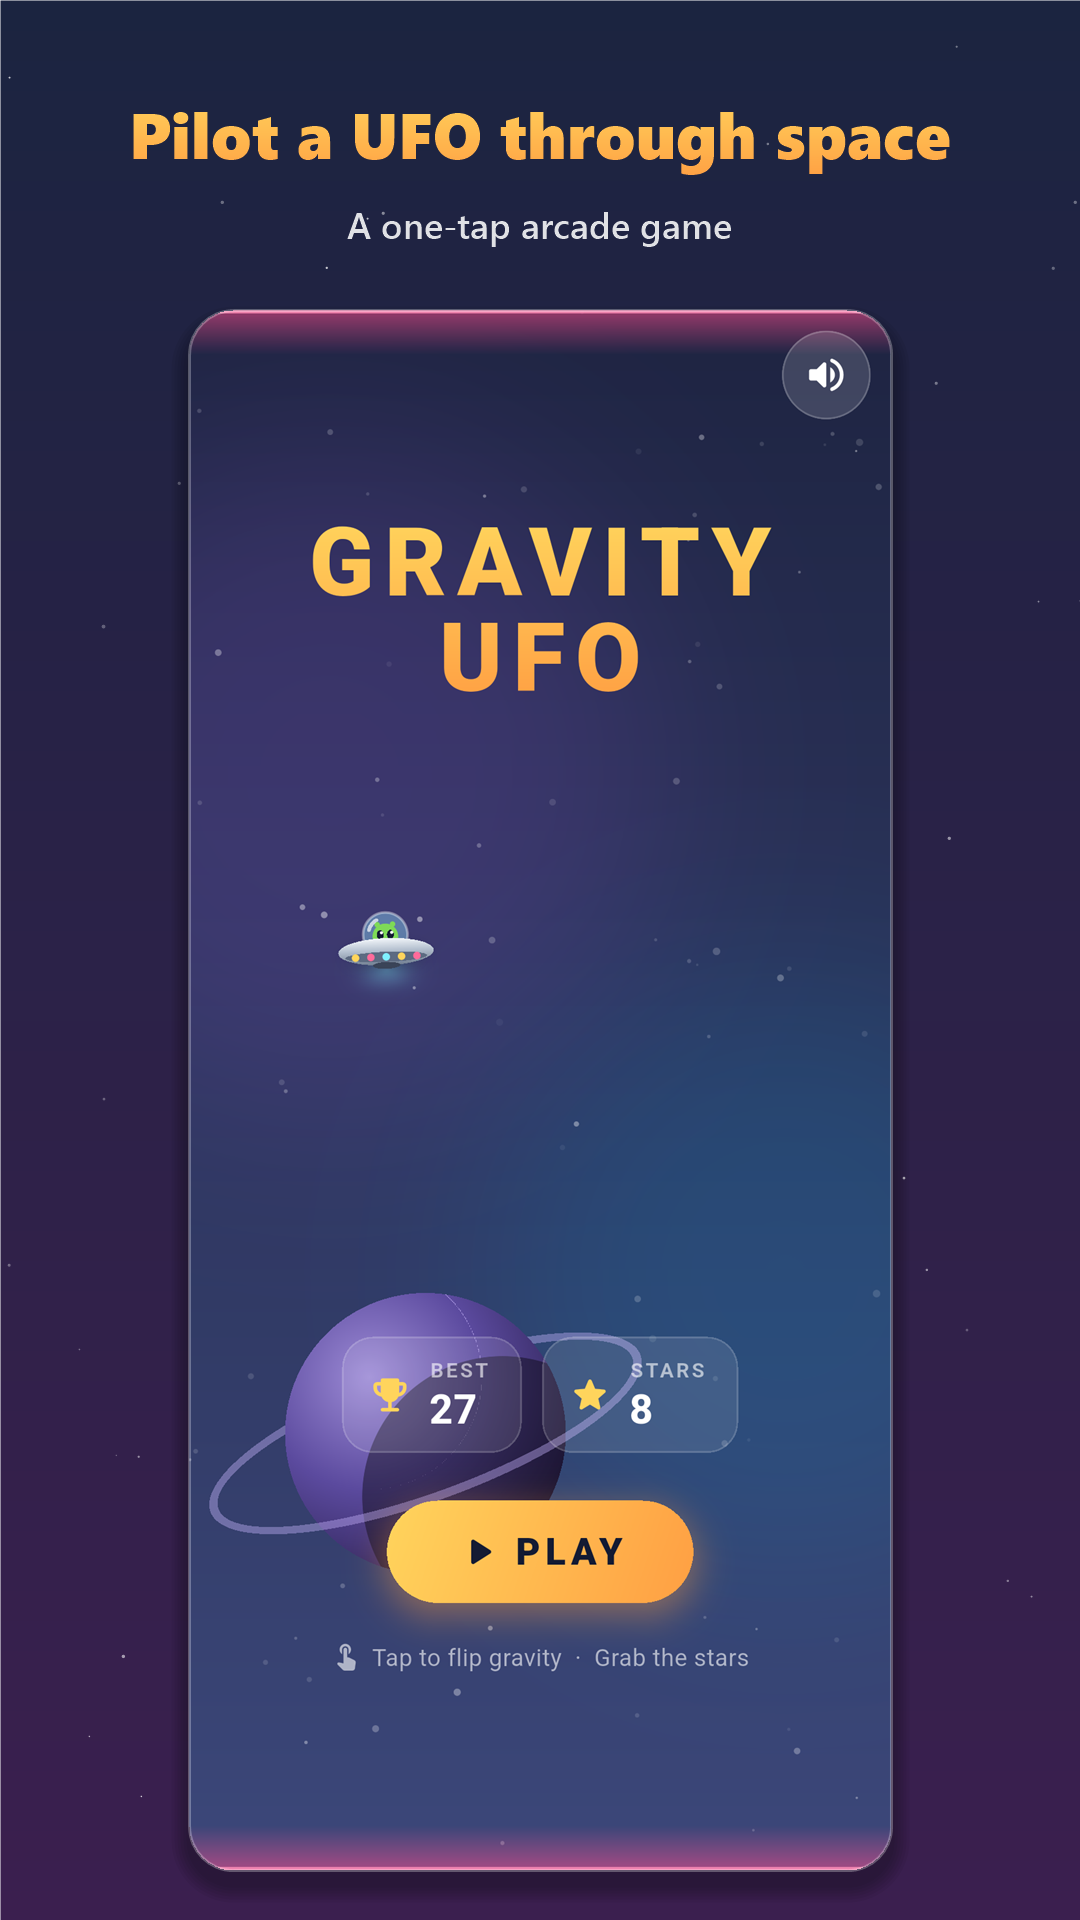 Pilot a UFO through space
A one-tap arcade game
GRAVITY
UFO
BEST
27
STARS
8
PLAY
Tap to flip gravity · Grab the stars